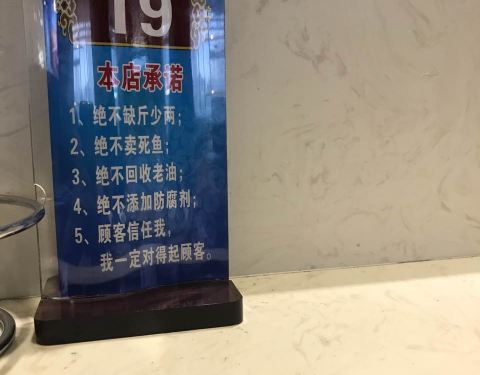 19
本店承诺
1、绝不缺斤少两；
2、绝不卖死鱼；
3、绝不回收老油；
4、绝不添加防腐剂；
5、顾客信任我，
我一定对得起顾客。